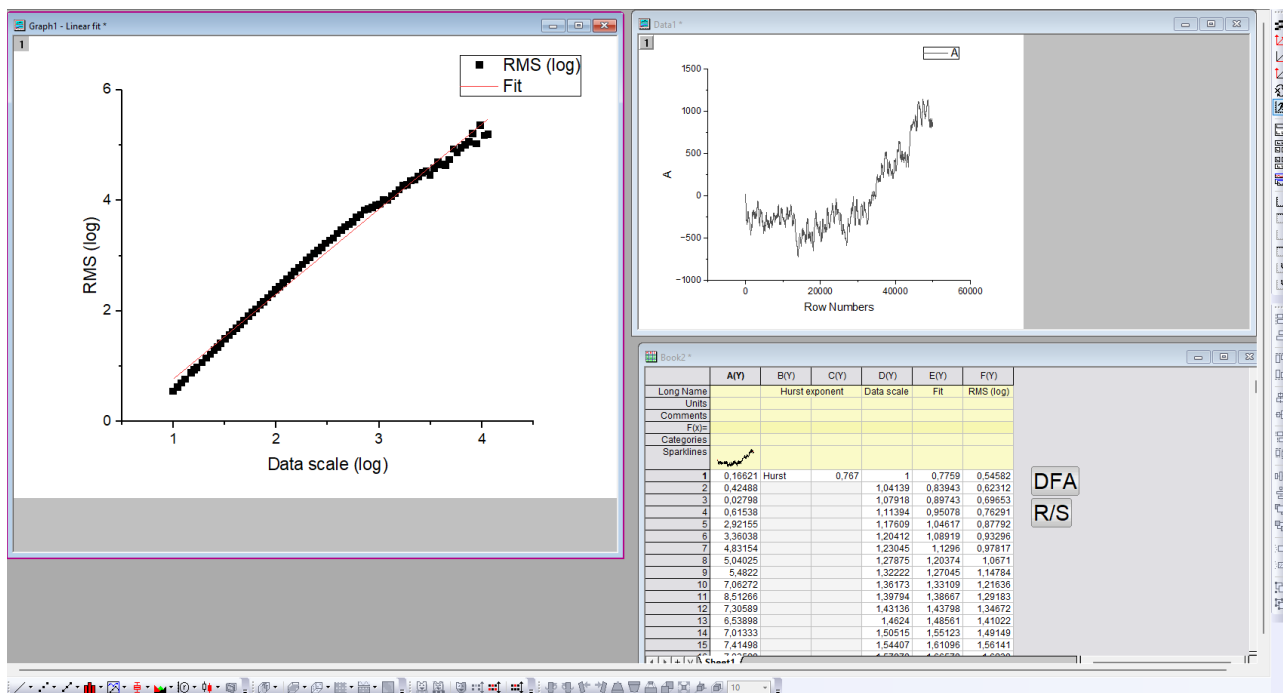 Graph1 - Linear fit *
1
RMS (log)
Fit
6
4
2
0
RMS (log)
1 2 3 4
Data scale (log)
Data1 *
1
A
1500
1000
500
0
−500
−1000
A
0 20000 40000 60000
Row Numbers
Book2 *
A(Y) B(Y) C(Y) D(Y) E(Y) F(Y)
Long Name Hurst exponent Data scale Fit RMS (log)
Units
Comments
F(x)=
Categories
Sparklines
1 0,16621 Hurst 0,767 1 0,7759 0,54582
2 0,42488 1,04139 0,83943 0,62312
3 0,02798 1,07918 0,89743 0,69653
4 0,61538 1,11394 0,95078 0,76291
5 2,92155 1,17609 1,04617 0,87792
6 3,36038 1,20412 1,08919 0,93296
7 4,83154 1,23045 1,1296 0,97817
8 5,04025 1,27875 1,20374 1,0671
9 5,4822 1,32222 1,27045 1,14784
10 7,06272 1,36173 1,33109 1,21636
11 8,51266 1,39794 1,38667 1,29183
12 7,30589 1,43136 1,43798 1,34672
13 6,53898 1,4624 1,48561 1,41022
14 7,01333 1,50515 1,55123 1,49149
15 7,41498 1,54407 1,61096 1,56141
16
Sheet1
DFA
R/S
10